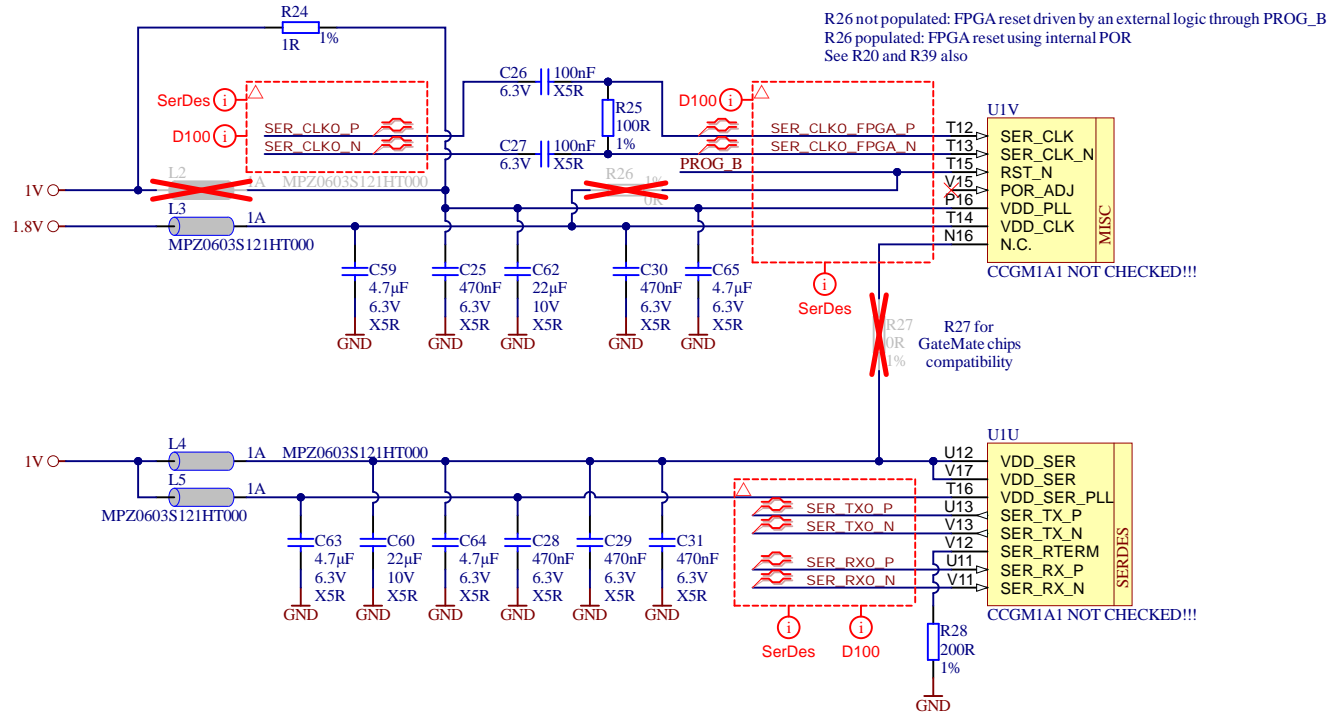 R24
1R
1%
R26 not populated: FPGA reset driven by an external logic through PROG_B
R26 populated: FPGA reset using internal POR
See R20 and R39 also
SerDes
i
D100
i
SER_CLK0_P
SER_CLK0_N
C26
100nF
6.3V
X5R
C27
100nF
6.3V
X5R
R25
100R
1%
D100
i
SER_CLK0_FPGA_P
SER_CLK0_FPGA_N
PROG_B
U1V
T12
SER_CLK
T13
SER_CLK_N
T15
RST_N
V15
POR_ADJ
P16
VDD_PLL
T14
VDD_CLK
N16
N.C.
MISC
CCGM1A1 NOT CHECKED!!!
L2
MPZ0603S121HT000
1V
L3
1A
1.8V
MPZ0603S121HT000
R26
1%
0R
C59
4.7µF
6.3V
X5R
GND
C25
470nF
6.3V
X5R
GND
C62
22µF
10V
X5R
GND
C30
470nF
6.3V
X5R
GND
C65
4.7µF
6.3V
X5R
GND
i
SerDes
R27
0R
1%
R27 for
GateMate chips
compatibility
L4
1A
MPZ0603S121HT000
1V
L5
1A
MPZ0603S121HT000
C63
4.7µF
6.3V
X5R
GND
C60
22µF
10V
X5R
GND
C64
4.7µF
6.3V
X5R
GND
C28
470nF
6.3V
X5R
GND
C29
470nF
6.3V
X5R
GND
C31
470nF
6.3V
X5R
GND
SER_TX0_P
SER_TX0_N
SER_RX0_P
SER_RX0_N
i
SerDes
i
D100
U1U
U12
VDD_SER
V17
VDD_SER
T16
VDD_SER_PLL
U13
SER_TX_P
V13
SER_TX_N
V12
SER_RTERM
U11
SER_RX_P
V11
SER_RX_N
SERDES
CCGM1A1 NOT CHECKED!!!
R28
200R
1%
GND